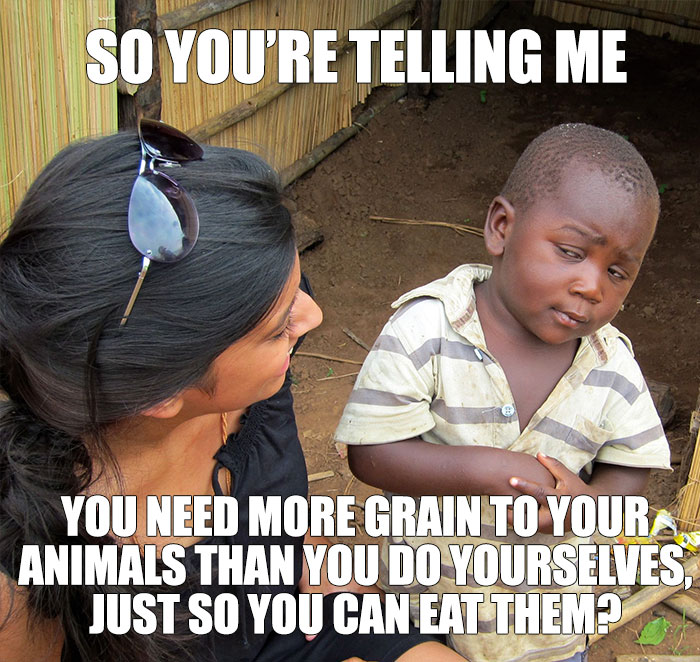 SO YOU'RE TELLING ME
YOU NEED MORE GRAIN TO YOUR
ANIMALS THAN YOU DO YOURSELVES,
JUST SO YOU CAN EAT THEM?